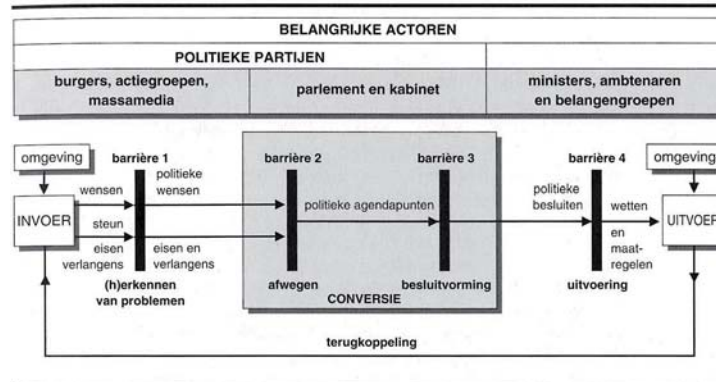 BELANGRIJKE ACTOREN
POLITIEKE PARTIJEN
burgers, actiegroepen,
massamedia
parlement en kabinet
ministers, ambtenaren
en belangengroepen
omgeving
INVOER
wensen
steun
eisen
verlangens
barrière 1
politieke
wensen
eisen en
verlangens
(h)erkennen
van problemen
barrière 2
afwegen
politieke agendapunten
barrière 3
besluitvorming
CONVERSIE
politieke
besluiten
barrière 4
uitvoering
wetten
en
maat-
regelen
omgeving
UITVOER
terugkoppeling